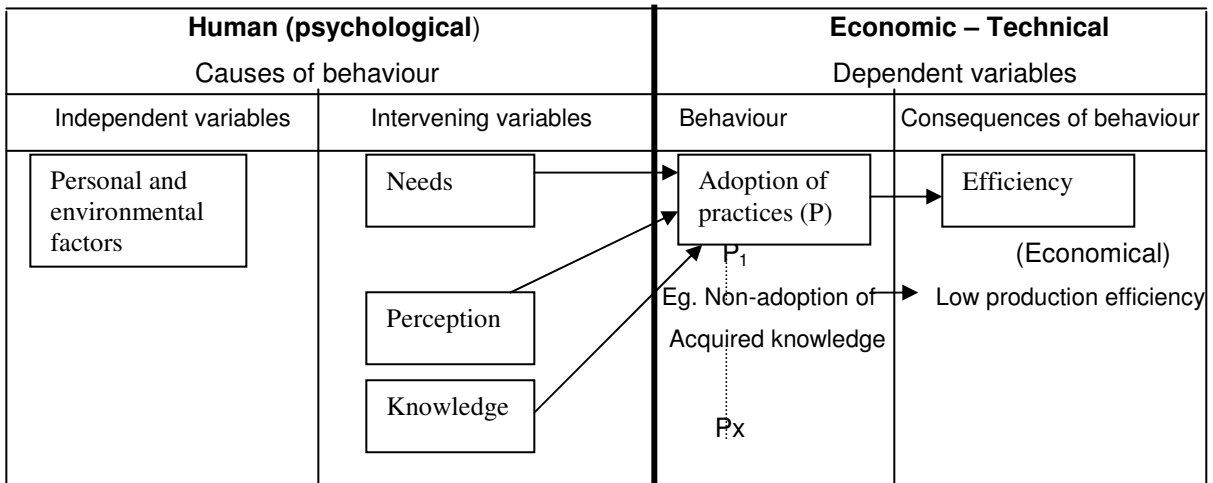 Human (psychological)
Economic – Technical
Causes of behaviour
Dependent variables
Independent variables
Intervening variables
Behaviour
Consequences of behaviour
Personal and
environmental
factors
Needs
Perception
Knowledge
Adoption of
practices (P)
P₁
Eg. Non-adoption of
Acquired knowledge
Px
Efficiency
(Economical)
Low production efficiency